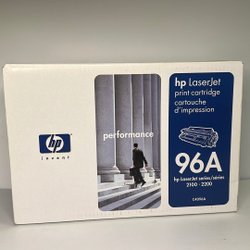 hp
invent
performance
hp LaserJet
print cartridge
cartouche
d'impression
96A
hp LaserJet series/séries
2100 · 2200
C4096A